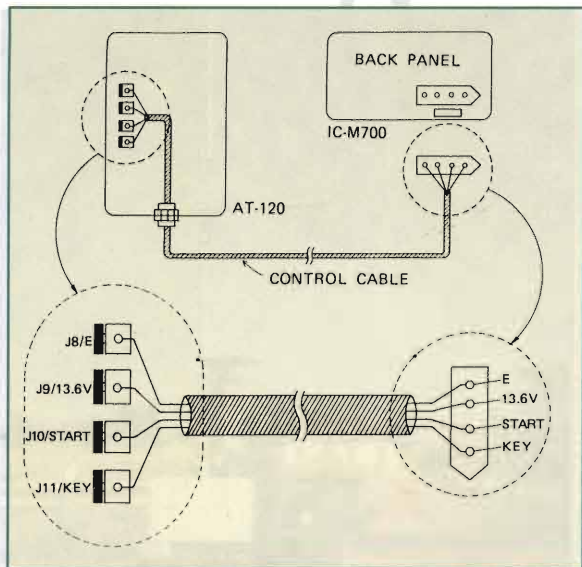 BACK PANEL
IC-M700
AT-120
CONTROL CABLE
J8/E
J9/13.6V
J10/START
J11/KEY
E
13.6V
START
KEY